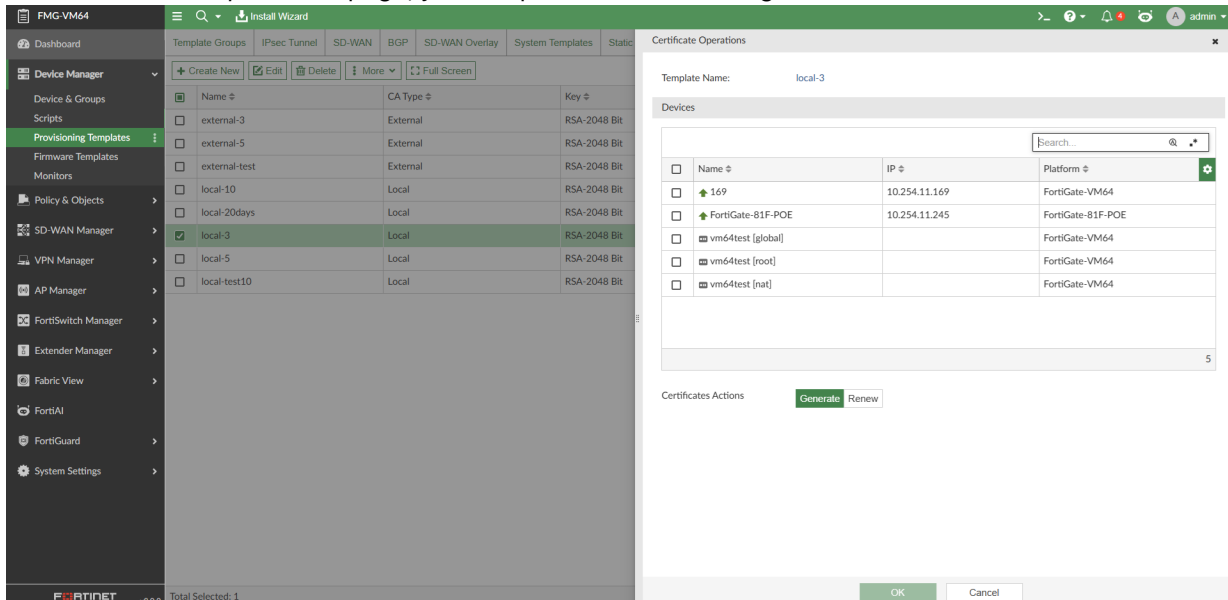 FMG-VM64
Install Wizard
4
A admin
Dashboard
Device Manager
Device & Groups
Scripts
Provisioning Templates
Firmware Templates
Monitors
Policy & Objects
SD-WAN Manager
VPN Manager
AP Manager
FortiSwitch Manager
Extender Manager
Fabric View
FortiAI
FortiGuard
System Settings
FORTINET
Template Groups IPsec Tunnel SD-WAN BGP SD-WAN Overlay System Templates Static
+ Create New Edit Delete More Full Screen
Name CA Type Key
external-3 External RSA-2048 Bit
external-5 External RSA-2048 Bit
external-test External RSA-2048 Bit
local-10 Local RSA-2048 Bit
local-20days Local RSA-2048 Bit
local-3 Local RSA-2048 Bit
local-5 Local RSA-2048 Bit
local-test10 Local RSA-2048 Bit
Total Selected: 1
Certificate Operations
Template Name: local-3
Devices
Search...
Name IP Platform
169 10.254.11.169 FortiGate-VM64
FortiGate-81F-POE 10.254.11.245 FortiGate-81F-POE
vm64test [global] FortiGate-VM64
vm64test [root] FortiGate-VM64
vm64test [nat] FortiGate-VM64
5
Certificates Actions Generate Renew
OK Cancel